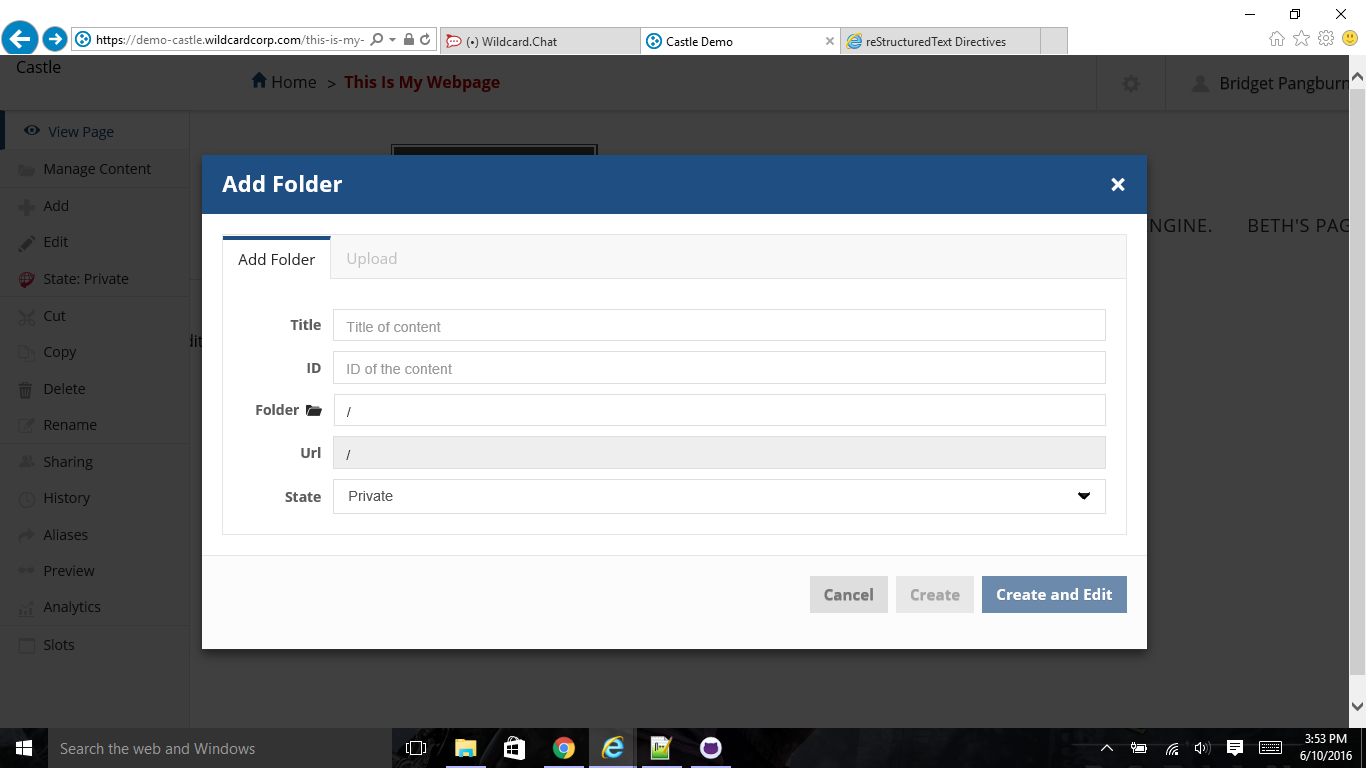 https://demo-castle.wildcardcorp.com/this-is-my-
(•) Wildcard.Chat
Castle Demo
reStructuredText Directives
Castle
Home > This Is My Webpage
Bridget Pangburn
View Page
Manage Content
Add
Edit
State: Private
Cut
Copy
Delete
Rename
Sharing
History
Aliases
Preview
Analytics
Slots
NGINE.
BETH'S PAG
dit
Add Folder
Add Folder
Upload
Title
Title of content
ID
ID of the content
Folder
/
Url
/
State
Private
Cancel
Create
Create and Edit
Search the web and Windows
3:53 PM
6/10/2016